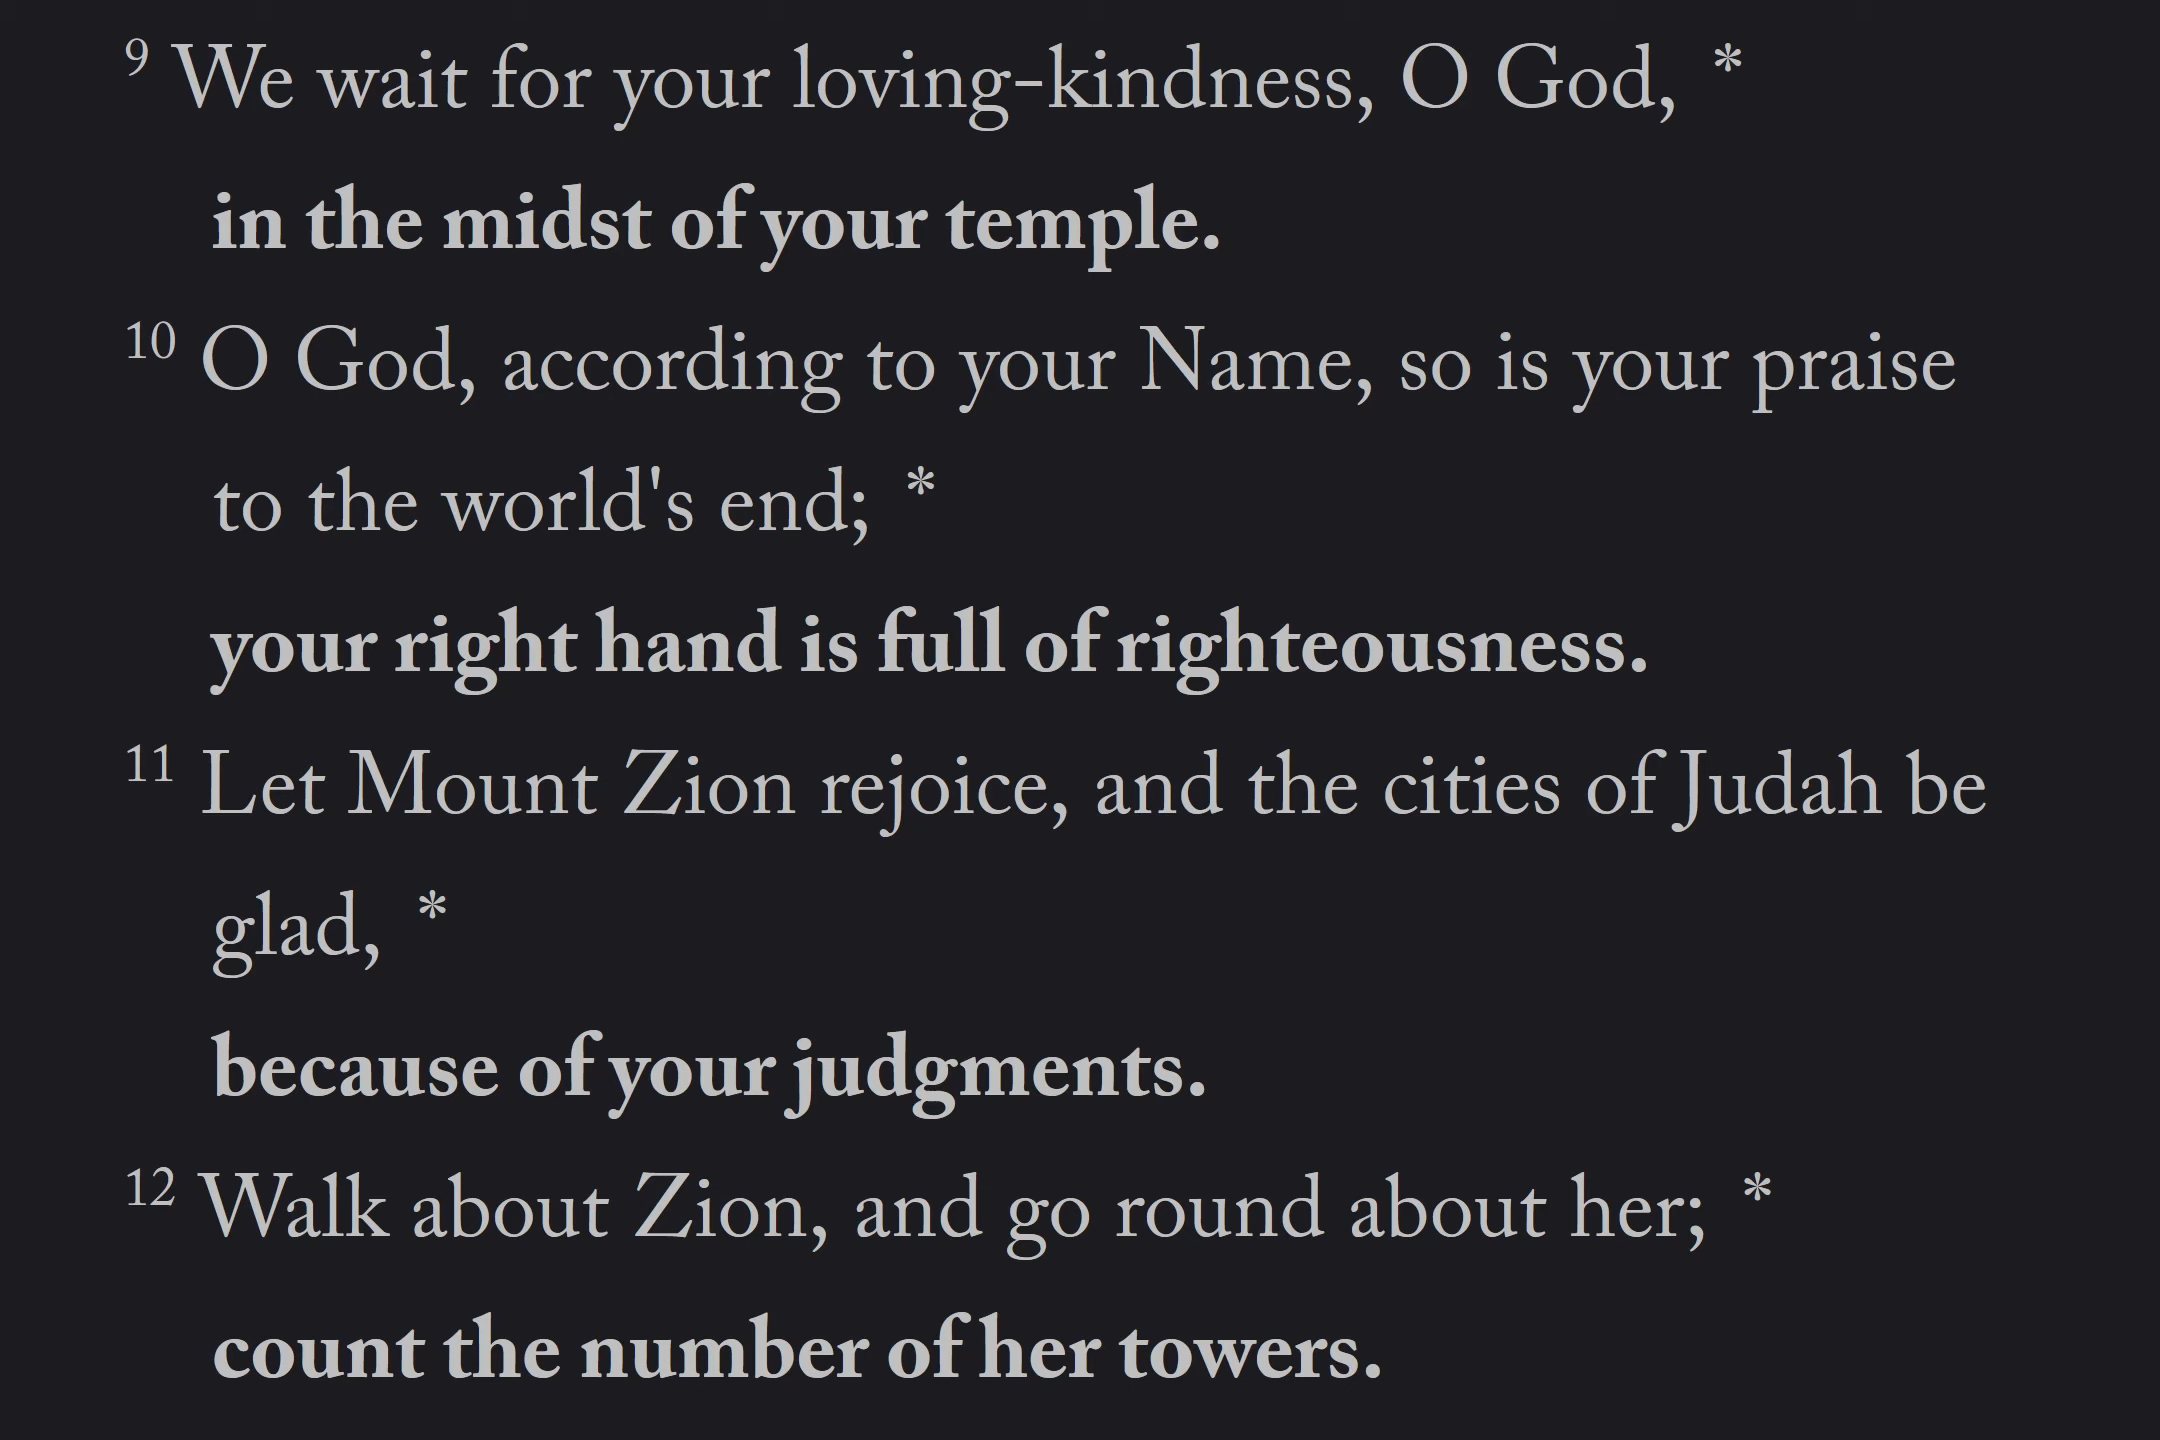 9 We wait for your loving-kindness, O God, *
in the midst of your temple.
10 O God, according to your Name, so is your praise
to the world's end; *
your right hand is full of righteousness.
11 Let Mount Zion rejoice, and the cities of Judah be
glad, *
because of your judgments.
12 Walk about Zion, and go round about her; *
count the number of her towers.